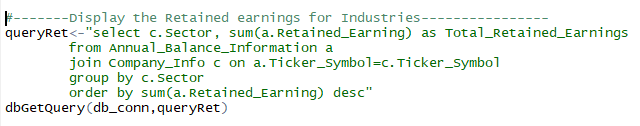 #-------Display the Retained earnings for Industries----------------
queryRet<-"select c.Sector, sum(a.Retained_Earning) as Total_Retained_Earnings
from Annual_Balance_Information a
join Company_Info c on a.Ticker_Symbol=c.Ticker_Symbol
group by c.Sector
order by sum(a.Retained_Earning) desc"
dbGetQuery(db_conn,queryRet)